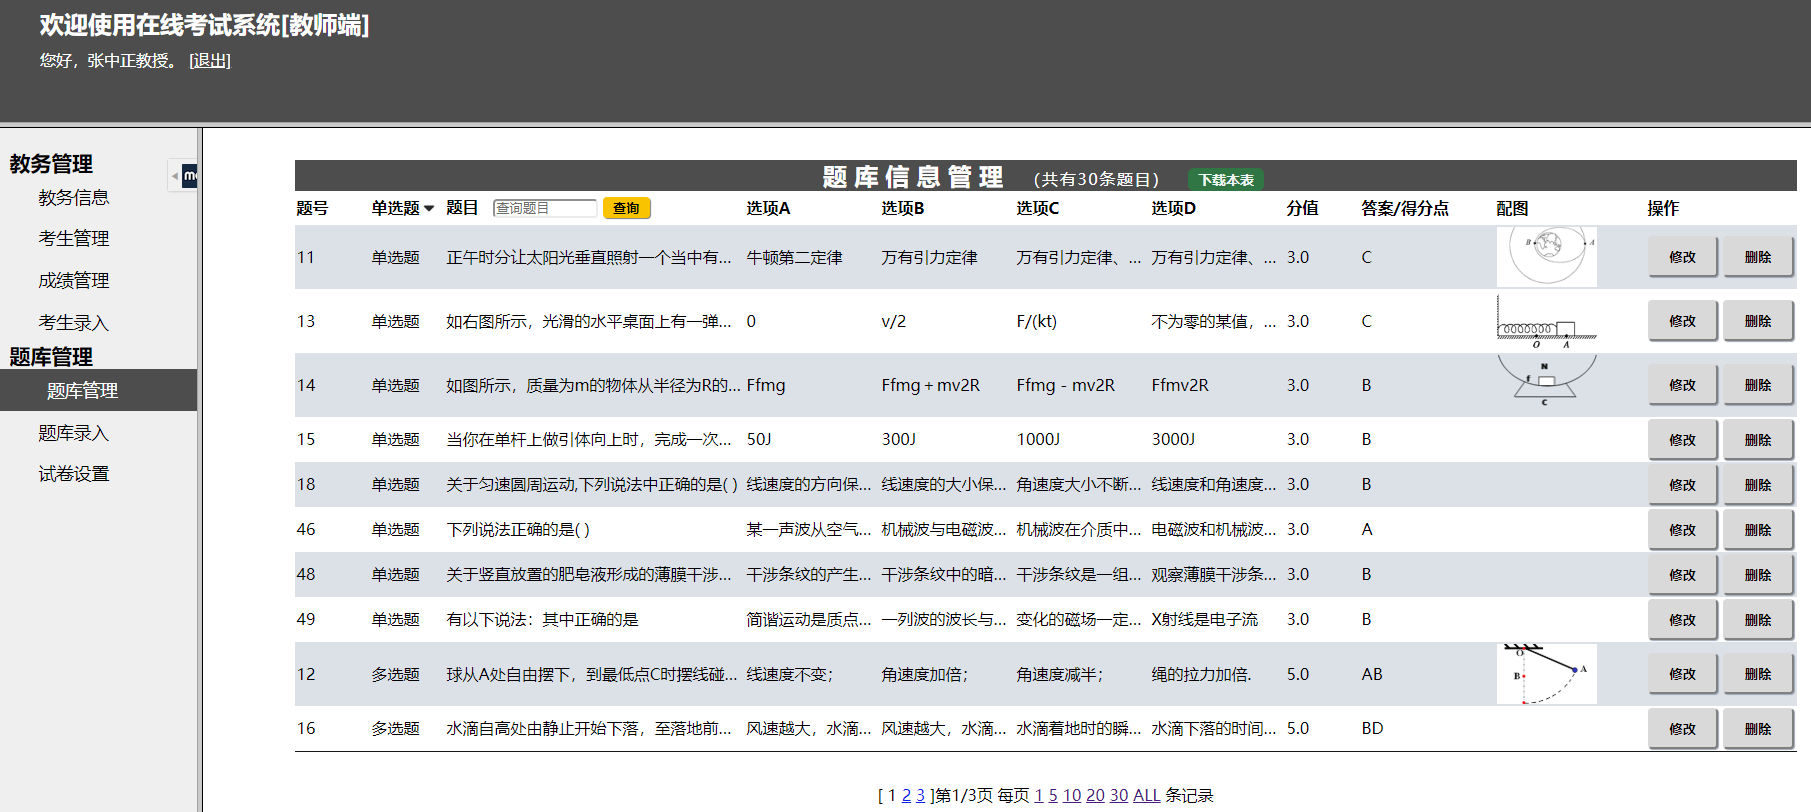 欢迎使用在线考试系统[教师端]
您好，张中正教授。 [退出]
教务管理
教务信息
考生管理
成绩管理
考生录入
题库管理
题库管理
题库录入
试卷设置
题库信息管理 （共有30条题目） 下载本表
题号 单选题 题目 查询题目 查询 选项A 选项B 选项C 选项D 分值 答案/得分点 配图 操作
11 单选题 正午时分让太阳光垂直照射一个当中有... 牛顿第二定律 万有引力定律 万有引力定律、... 万有引力定律、... 3.0 C B A 修改 删除
13 单选题 如右图所示，光滑的水平桌面上有一弹... 0 v/2 F/(kt) 不为零的某值，... 3.0 C O A 修改 删除
14 单选题 如图所示，质量为m的物体从半径为R的... Ffmg Ffmg＋mv2R Ffmg－mv2R Ffmv2R 3.0 B N f C 修改 删除
15 单选题 当你在单杆上做引体向上时，完成一次... 50J 300J 1000J 3000J 3.0 B 修改 删除
18 单选题 关于匀速圆周运动,下列说法中正确的是( ) 线速度的方向保... 线速度的大小保... 角速度大小不断... 线速度和角速度... 3.0 B 修改 删除
46 单选题 下列说法正确的是( ) 某一声波从空气... 机械波与电磁波... 机械波在介质中... 电磁波和机械波... 3.0 A 修改 删除
48 单选题 关于竖直放置的肥皂液形成的薄膜干涉... 干涉条纹的产生... 干涉条纹中的暗... 干涉条纹是一组... 观察薄膜干涉条... 3.0 B 修改 删除
49 单选题 有以下说法：其中正确的是 简谐运动是质点... 一列波的波长与... 变化的磁场一定... X射线是电子流 3.0 B 修改 删除
12 多选题 球从A处自由摆下，到最低点C时摆线碰... 线速度不变； 角速度加倍； 角速度减半； 绳的拉力加倍. 5.0 AB O A B 修改 删除
16 多选题 水滴自高处由静止开始下落，至落地前... 风速越大，水滴... 风速越大，水滴... 水滴着地时的瞬... 水滴下落的时间... 5.0 BD 修改 删除
[ 1 2 3 ]第1/3页 每页 1 5 10 20 30 ALL 条记录